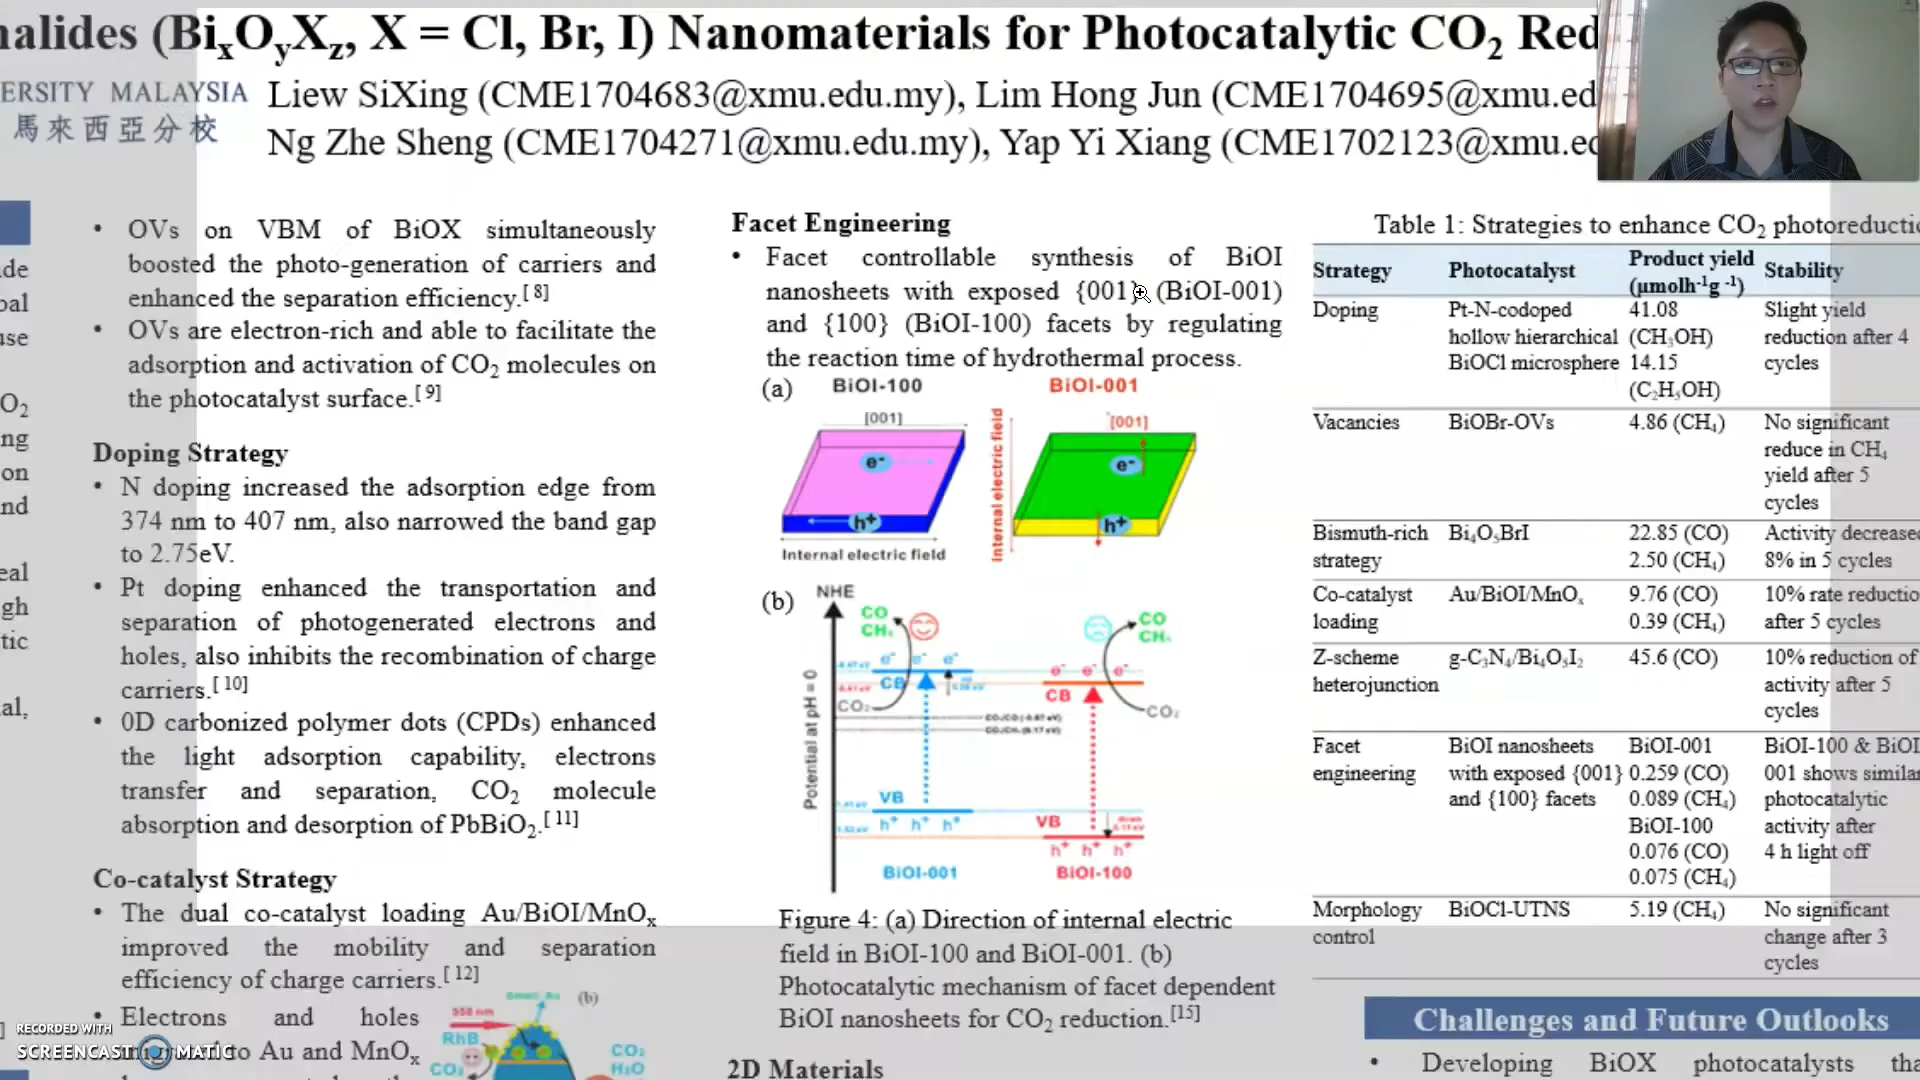 nalides (BixOyXz, X = Cl, Br, I) Nanomaterials for Photocatalytic CO2 Red
ERSITY MALAYSIA
馬來西亞分校
Liew SiXing (CME1704683@xmu.edu.my), Lim Hong Jun (CME1704695@xmu.ed
Ng Zhe Sheng (CME1704271@xmu.edu.my), Yap Yi Xiang (CME1702123@xmu.ed
• OVs on VBM of BiOX simultaneously
boosted the photo-generation of carriers and
enhanced the separation efficiency.[8]
• OVs are electron-rich and able to facilitate the
adsorption and activation of CO2 molecules on
the photocatalyst surface.[9]
Doping Strategy
• N doping increased the adsorption edge from
374 nm to 407 nm, also narrowed the band gap
to 2.75eV.
• Pt doping enhanced the transportation and
separation of photogenerated electrons and
holes, also inhibits the recombination of charge
carriers.[10]
• 0D carbonized polymer dots (CPDs) enhanced
the light adsorption capability, electrons
transfer and separation, CO2 molecule
absorption and desorption of PbBiO2.[11]
Co-catalyst Strategy
• The dual co-catalyst loading Au/BiOI/MnOx
improved the mobility and separation
efficiency of charge carriers.[12]
• Electrons and holes
to Au and MnOx
(b)
550 nm
RhB
CO2
CO2
H2O
RECORDED WITH
SCREENCAST MATIC
Facet Engineering
• Facet controllable synthesis of BiOI
nanosheets with exposed {001} (BiOI-001)
and {100} (BiOI-100) facets by regulating
the reaction time of hydrothermal process.
(a) BiOI-100 BiOI-001
[001] [001]
e- e-
h+ h+
Internal electric field
Internal electric field
(b) NHE
Potential at pH = 0
CO
CH4
CO
CH4
e- e- e-
e- e- e-
CB
CB
CO2
CO2
VB
VB
h+ h+ h+
h+ h+ h+
BiOI-001 BiOI-100
Figure 4: (a) Direction of internal electric
field in BiOI-100 and BiOI-001. (b)
Photocatalytic mechanism of facet dependent
BiOI nanosheets for CO2 reduction.[15]
2D Materials
Table 1: Strategies to enhance CO2 photoreductio
Strategy Photocatalyst Product yield (μmolh-1g-1) Stability
Doping Pt-N-codoped 41.08 Slight yield
hollow hierarchical (CH3OH) reduction after 4
BiOCl microsphere 14.15 cycles
(C2H5OH)
Vacancies BiOBr-OVs 4.86 (CH4) No significant
reduce in CH4
yield after 5
cycles
Bismuth-rich Bi4O5BrI 22.85 (CO) Activity decreased
strategy 2.50 (CH4) 8% in 5 cycles
Co-catalyst Au/BiOI/MnOx 9.76 (CO) 10% rate reductio
loading 0.39 (CH4) after 5 cycles
Z-scheme g-C3N4/Bi4O5I2 45.6 (CO) 10% reduction of
heterojunction activity after 5
cycles
Facet BiOI nanosheets BiOI-001 BiOI-100 & BiOI
engineering with exposed {001} 0.259 (CO) 001 shows similar
and {100} facets 0.089 (CH4) photocatalytic
BiOI-100 activity after
0.076 (CO) 4 h light off
0.075 (CH4)
Morphology BiOCl-UTNS 5.19 (CH4) No significant
control change after 3
cycles
Challenges and Future Outlooks
• Developing BiOX photocatalysts tha